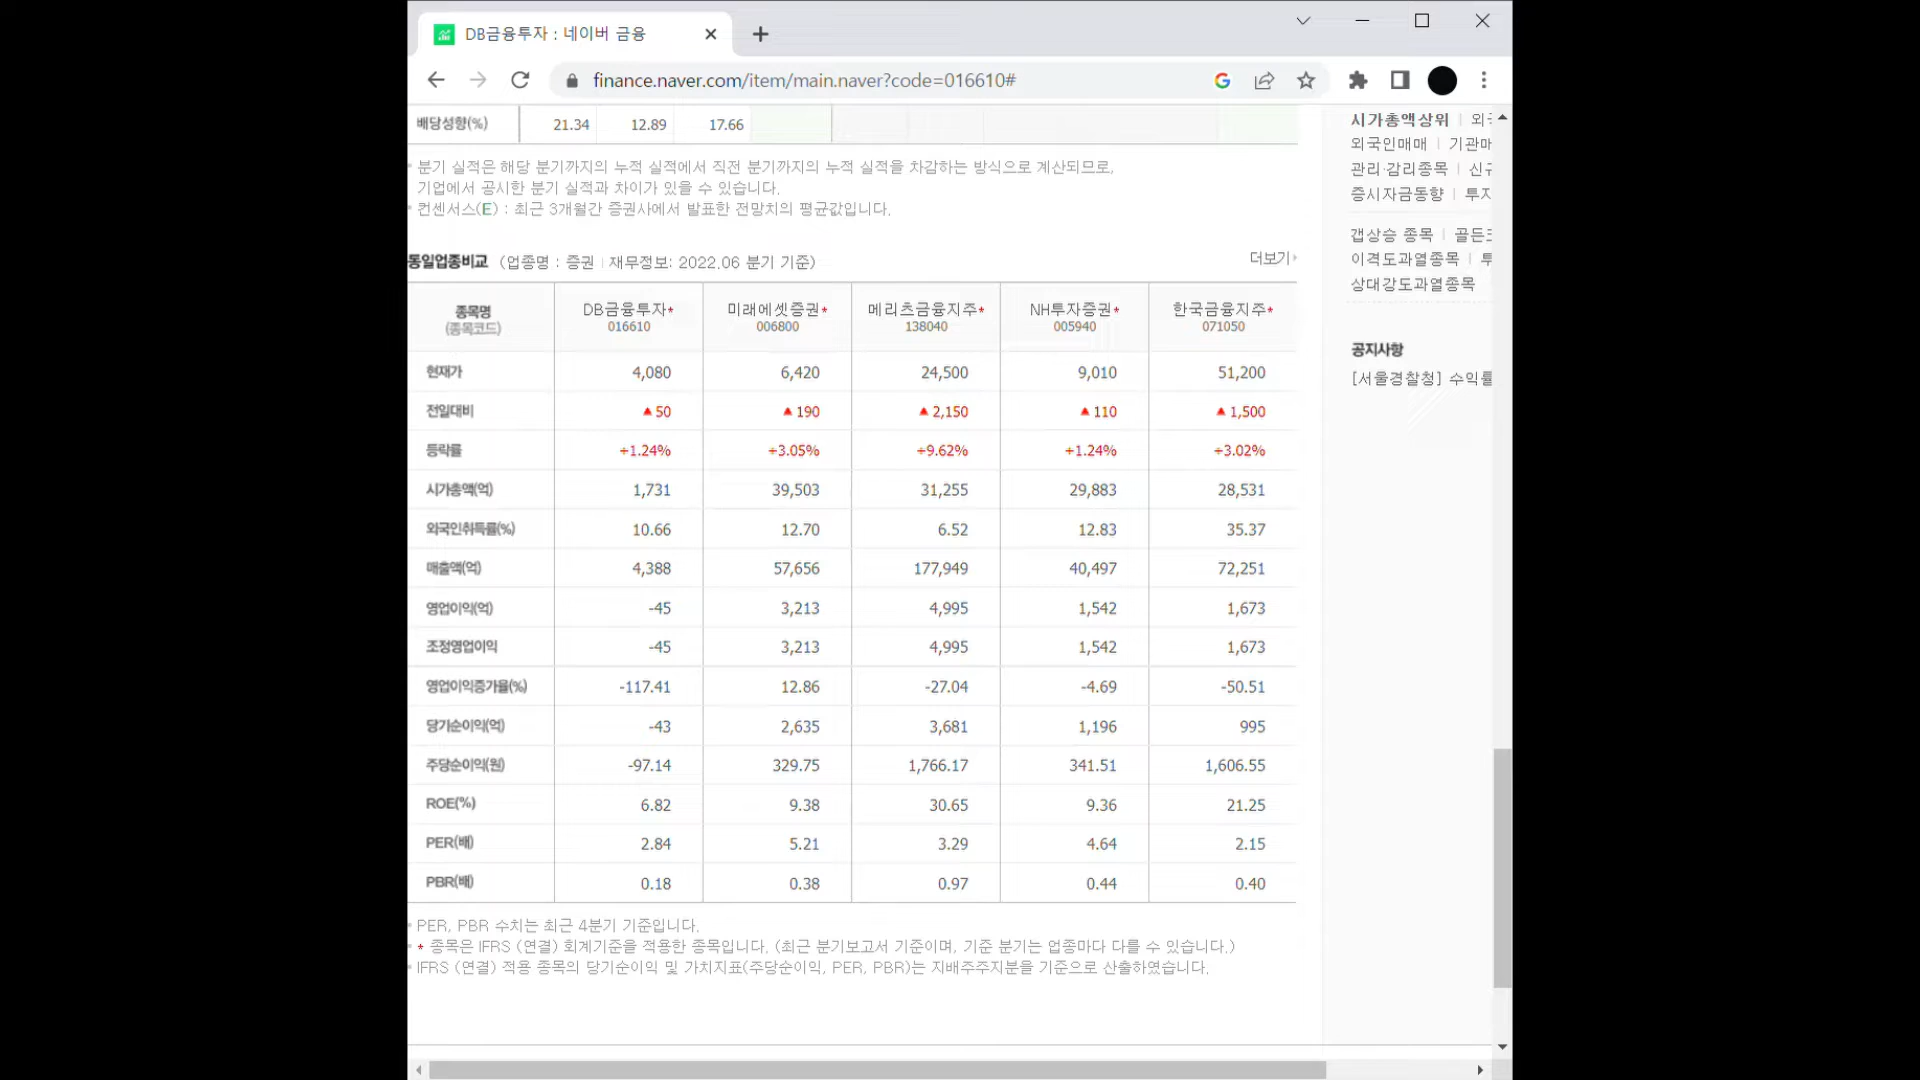 DB금융투자 : 네이버 금융
finance.naver.com/item/main.naver?code=016610#
배당성향(%) 21.34 12.89 17.66
분기 실적은 해당 분기까지의 누적 실적에서 직전 분기까지의 누적 실적을 차감하는 방식으로 계산되므로,
기업에서 공시한 분기 실적과 차이가 있을 수 있습니다.
컨센서스(E) : 최근 3개월간 증권사에서 발표한 전망치의 평균값입니다.
동일업종비교 (업종명 : 증권 | 재무정보: 2022.06 분기 기준) 더보기
종목명 DB금융투자* 미래에셋증권* 메리츠금융지주* NH투자증권* 한국금융지주*
(종목코드) 016610 006800 138040 005940 071050
현재가 4,080 6,420 24,500 9,010 51,200
전일대비 ▲50 ▲190 ▲2,150 ▲110 ▲1,500
등락률 +1.24% +3.05% +9.62% +1.24% +3.02%
시가총액(억) 1,731 39,503 31,255 29,883 28,531
외국인취득률(%) 10.66 12.70 6.52 12.83 35.37
매출액(억) 4,388 57,656 177,949 40,497 72,251
영업이익(억) -45 3,213 4,995 1,542 1,673
조정영업이익 -45 3,213 4,995 1,542 1,673
영업이익증가율(%) -117.41 12.86 -27.04 -4.69 -50.51
당기순이익(억) -43 2,635 3,681 1,196 995
주당순이익(원) -97.14 329.75 1,766.17 341.51 1,606.55
ROE(%) 6.82 9.38 30.65 9.36 21.25
PER(배) 2.84 5.21 3.29 4.64 2.15
PBR(배) 0.18 0.38 0.97 0.44 0.40
PER, PBR 수치는 최근 4분기 기준입니다.
* 종목은 IFRS (연결) 회계기준을 적용한 종목입니다. (최근 분기보고서 기준이며, 기준 분기는 업종마다 다를 수 있습니다.)
IFRS (연결) 적용 종목의 당기순이익 및 가치지표(주당순이익, PER, PBR)는 지배주주지분을 기준으로 산출하였습니다.
시가총액상위 | 외
외국인매매 | 기관
관리·감리종목 | 신
증시자금동향 | 투
갭상승 종목 | 골든
이격도과열종목 | 투
상대강도과열종목
공지사항
[서울경찰청] 수익률